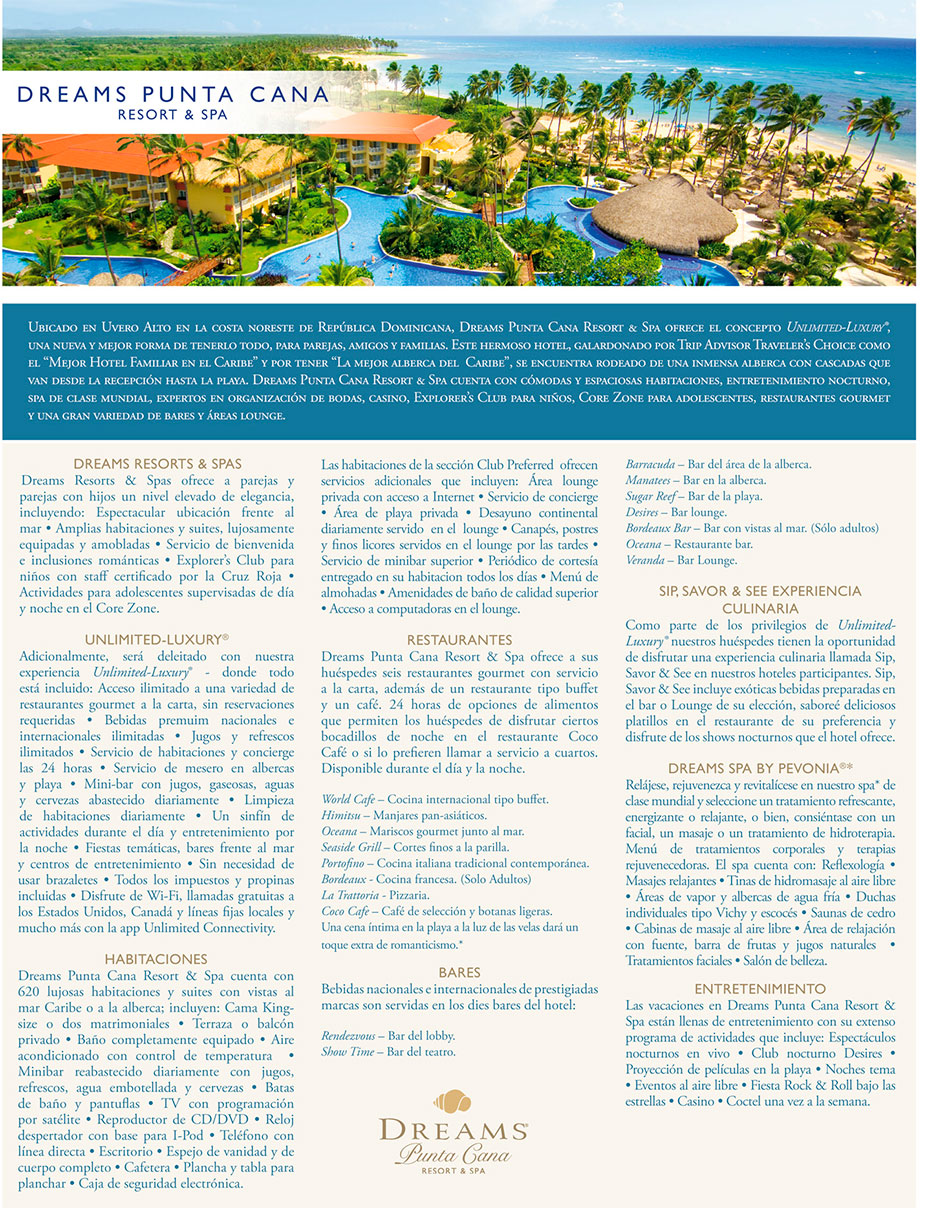 DREAMS PUNTA CANA
RESORT & SPA
Ubicado en Uvero Alto en la costa noreste de República Dominicana, Dreams Punta Cana Resort & Spa ofrece el concepto Unlimited-Luxury®,
una nueva y mejor forma de tenerlo todo, para parejas, amigos y familias. Este hermoso hotel, galardonado por Trip Advisor Traveler's Choice como
el “Mejor Hotel Familiar en el Caribe” y por tener “La mejor alberca del Caribe”, se encuentra rodeado de una inmensa alberca con cascadas que
van desde la recepción hasta la playa. Dreams Punta Cana Resort & Spa cuenta con cómodas y espaciosas habitaciones, entretenimiento nocturno,
spa de clase mundial, expertos en organización de bodas, casino, Explorer's Club para niños, Core Zone para adolescentes, restaurantes gourmet
y una gran variedad de bares y áreas lounge.
DREAMS RESORTS & SPAS
Dreams Resorts & Spas ofrece a parejas y
parejas con hijos un nivel elevado de elegancia,
incluyendo: Espectacular ubicación frente al
mar • Amplias habitaciones y suites, lujosamente
equipadas y amobladas • Servicio de bienvenida
e inclusiones románticas • Explorer's Club para
niños con staff certificado por la Cruz Roja •
Actividades para adolescentes supervisadas de día
y noche en el Core Zone.
UNLIMITED-LUXURY®
Adicionalmente, será deleitado con nuestra
experiencia Unlimited-Luxury® - donde todo
está incluido: Acceso ilimitado a una variedad de
restaurantes gourmet a la carta, sin reservaciones
requeridas • Bebidas premuim nacionales e
internacionales ilimitadas • Jugos y refrescos
ilimitados • Servicio de habitaciones y concierge
las 24 horas • Servicio de mesero en albercas
y playa • Mini-bar con jugos, gaseosas, aguas
y cervezas abastecido diariamente • Limpieza
de habitaciones diariamente • Un sinfín de
actividades durante el día y entretenimiento por
la noche • Fiestas temáticas, bares frente al mar
y centros de entretenimiento • Sin necesidad de
usar brazaletes • Todos los impuestos y propinas
incluidas • Disfrute de Wi-Fi, llamadas gratuitas a
los Estados Unidos, Canadá y líneas fijas locales y
mucho más con la app Unlimited Connectivity.
HABITACIONES
Dreams Punta Cana Resort & Spa cuenta con
620 lujosas habitaciones y suites con vistas al
mar Caribe o a la alberca; incluyen: Cama King-
size o dos matrimoniales • Terraza o balcón
privado • Baño completamente equipado • Aire
acondicionado con control de temperatura •
Minibar reabastecido diariamente con jugos,
refrescos, agua embotellada y cervezas • Batas
de baño y pantuflas • TV con programación
por satélite • Reproductor de CD/DVD • Reloj
despertador con base para I-Pod • Teléfono con
línea directa • Escritorio • Espejo de vanidad y de
cuerpo completo • Cafetera • Plancha y tabla para
planchar • Caja de seguridad electrónica.
Las habitaciones de la sección Club Preferred ofrecen
servicios adicionales que incluyen: Área lounge
privada con acceso a Internet • Servicio de concierge
• Área de playa privada • Desayuno continental
diariamente servido en el lounge • Canapés, postres
y finos licores servidos en el lounge por las tardes •
Servicio de minibar superior • Periódico de cortesía
entregado en su habitacion todos los días • Menú de
almohadas • Amenidades de baño de calidad superior
• Acceso a computadoras en el lounge.
RESTAURANTES
Dreams Punta Cana Resort & Spa ofrece a sus
huéspedes seis restaurantes gourmet con servicio
a la carta, además de un restaurante tipo buffet
y un café. 24 horas de opciones de alimentos
que permiten los huéspedes de disfrutar ciertos
bocadillos de noche en el restaurante Coco
Café o si lo prefieren llamar a servicio a cuartos.
Disponible durante el día y la noche.
World Cafe – Cocina internacional tipo buffet.
Himitsu – Manjares pan-asiáticos.
Oceana – Mariscos gourmet junto al mar.
Seaside Grill – Cortes finos a la parilla.
Portofino – Cocina italiana tradicional contemporánea.
Bordeaux - Cocina francesa. (Solo Adultos)
La Trattoria - Pizzaria.
Coco Cafe – Café de selección y botanas ligeras.
Una cena íntima en la playa a la luz de las velas dará un
toque extra de romanticismo.*
BARES
Bebidas nacionales e internacionales de prestigiadas
marcas son servidas en los dies bares del hotel:
Rendezvous – Bar del lobby.
Show Time – Bar del teatro.
DREAMS®
Punta Cana
RESORT & SPA
Barracuda – Bar del área de la alberca.
Manatees – Bar en la alberca.
Sugar Reef – Bar de la playa.
Desires – Bar lounge.
Bordeaux Bar – Bar con vistas al mar. (Sólo adultos)
Oceana – Restaurante bar.
Veranda – Bar Lounge.
SIP, SAVOR & SEE EXPERIENCIA
CULINARIA
Como parte de los privilegios de Unlimited-
Luxury® nuestros huéspedes tienen la oportunidad
de disfrutar una experiencia culinaria llamada Sip,
Savor & See en nuestros hoteles participantes. Sip,
Savor & See incluye exóticas bebidas preparadas en
el bar o Lounge de su elección, saboreé deliciosos
platillos en el restaurante de su preferencia y
disfrute de los shows nocturnos que el hotel ofrece.
DREAMS SPA BY PEVONIA®*
Relájese, rejuvenezca y revitalícese en nuestro spa* de
clase mundial y seleccione un tratamiento refrescante,
energizante o relajante, o bien, consiéntase con un
facial, un masaje o un tratamiento de hidroterapia.
Menú de tratamientos corporales y terapias
rejuvenecedoras. El spa cuenta con: Reflexología •
Masajes relajantes • Tinas de hidromasaje al aire libre
• Áreas de vapor y albercas de agua fría • Duchas
individuales tipo Vichy y escocés • Saunas de cedro
• Cabinas de masaje al aire libre • Área de relajación
con fuente, barra de frutas y jugos naturales •
Tratamientos faciales • Salón de belleza.
ENTRETENIMIENTO
Las vacaciones en Dreams Punta Cana Resort &
Spa están llenas de entretenimiento con su extenso
programa de actividades que incluye: Espectáculos
nocturnos en vivo • Club nocturno Desires •
Proyección de películas en la playa • Noches tema
• Eventos al aire libre • Fiesta Rock & Roll bajo las
estrellas • Casino • Coctel una vez a la semana.